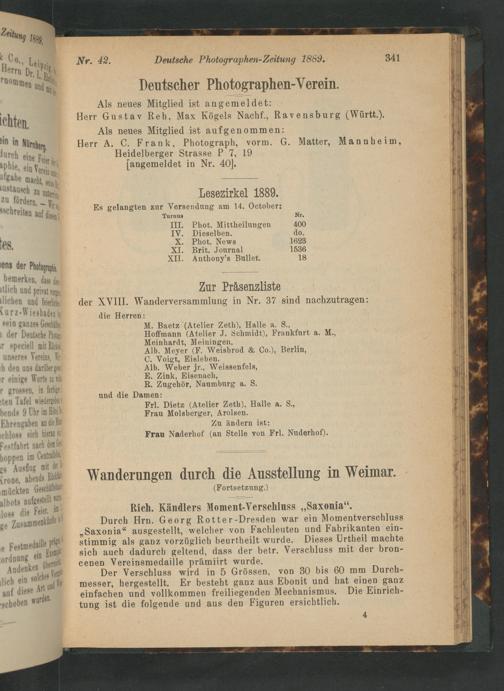 Nr. 42. Deutsche Photographen-Zeitung 1889. 341
Deutscher Photographen-Verein.
Als neues Mitglied ist angemeldet:
Herr Gustav Reh, Max Kögels Nachf., Ravensburg (Württ.).
Als neues Mitglied ist aufgenommen:
Herr A. C. Frank, Photograph, vorm. G. Matter, Mannheim,
Heidelberger Strasse P 7, 19
[angemeldet in Nr. 40].
Lesezirkel 1889.
Es gelangten zur Versendung am 14. October:
Turnus Nr.
III. Phot. Mittheilungen 400
IV. Dieselben. do.
X. Phot. News 1623
XI. Brit. Journal 1536
XII. Anthony's Bullet. 18
Zur Präsenzliste
der XVIII. Wanderversammlung in Nr. 37 sind nachzutragen:
die Herren:
M. Baetz (Atelier Zeth), Halle a. S.,
Hoffmann (Atelier J. Schmidt), Frankfurt a. M.,
Meinhardt, Meiningen,
Alb. Meyer (F. Weisbrod & Co.), Berlin,
C. Voigt, Eisleben.
Alb. Weber jr., Weissenfels,
E. Zink, Eisenach,
R. Zugehör, Naumburg a. S.
und die Damen:
Frl. Dietz (Atelier Zeth), Halle a. S.,
Frau Molsberger, Arolsen.
Zu ändern ist:
Frau Naderhof (an Stelle von Frl. Nuderhof).
Wanderungen durch die Ausstellung in Weimar.
(Fortsetzung.)
Rich. Kändlers Moment-Verschluss „Saxonia“.
Durch Hrn. Georg Rotter-Dresden war ein Momentverschluss
„Saxonia“ ausgestellt, welcher von Fachleuten und Fabrikanten ein-
stimmig als ganz vorzüglich beurtheilt wurde. Dieses Urtheil machte
sich auch dadurch geltend, dass der betr. Verschluss mit der bron-
cenen Vereinsmedaille prämiirt wurde.
Der Verschluss wird in 5 Grössen, von 30 bis 60 mm Durch-
messer, hergestellt. Er besteht ganz aus Ebonit und hat einen ganz
einfachen und vollkommen freiliegenden Mechanismus. Die Einrich-
tung ist die folgende und aus den Figuren ersichtlich.
4